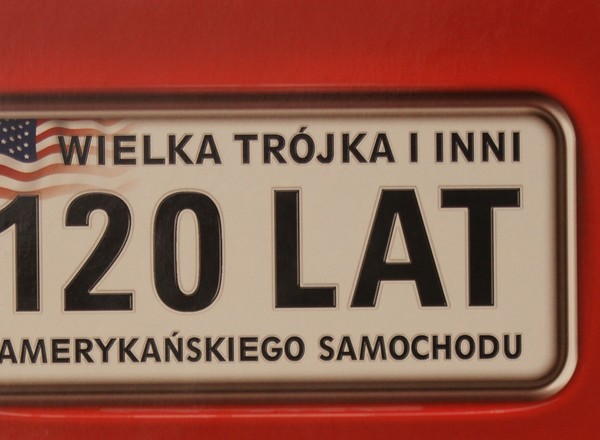 WIELKA TRÓJKA I INNI
120 LAT
AMERYKAŃSKIEGO SAMOCHODU